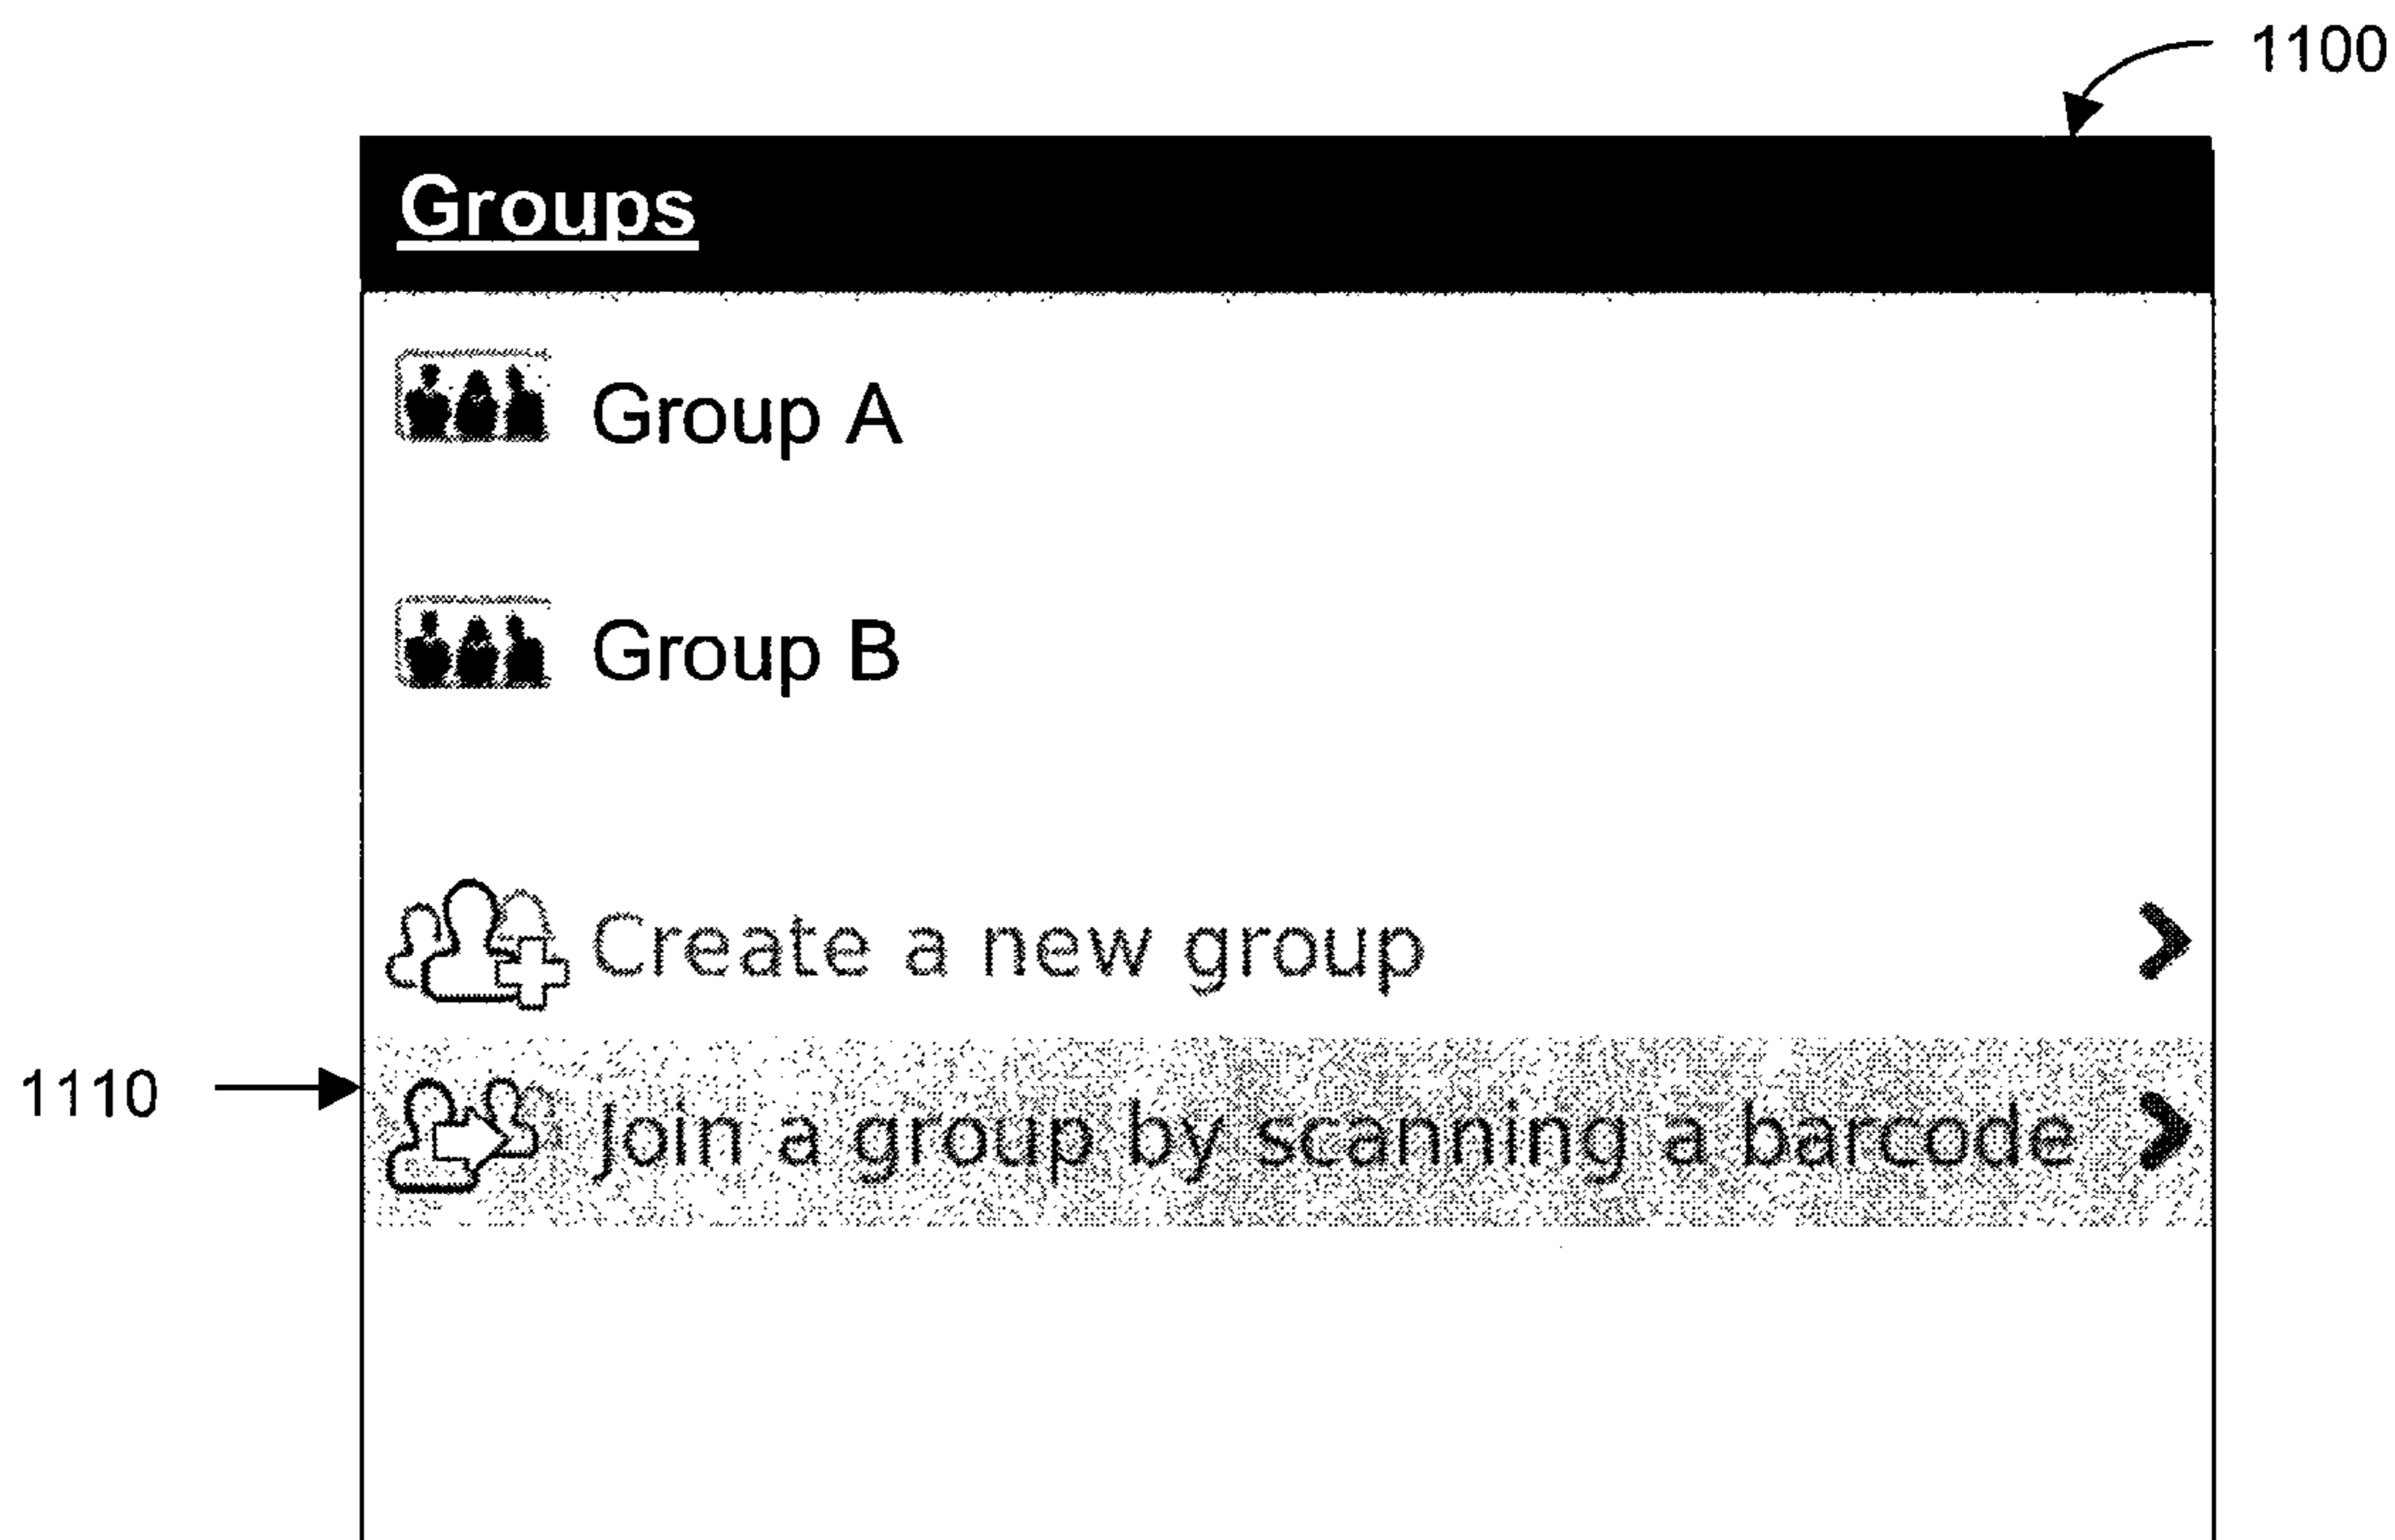 1100
Groups
Group A
Group B
Create a new group
1110
Join a group by scanning a barcode